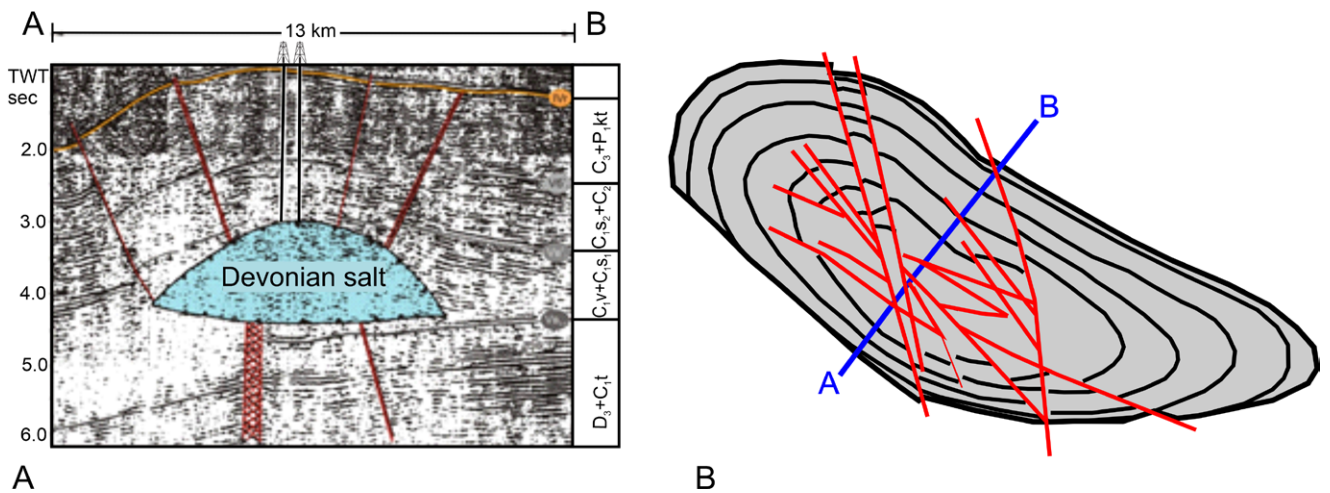 A
13 km
B
TWT
sec
2.0
3.0
4.0
5.0
6.0
Devonian salt
C₃+P₁kt
C₁s₂+C₂
C₁v+C₁s₁
D₃+C₁t
A
B
A
B